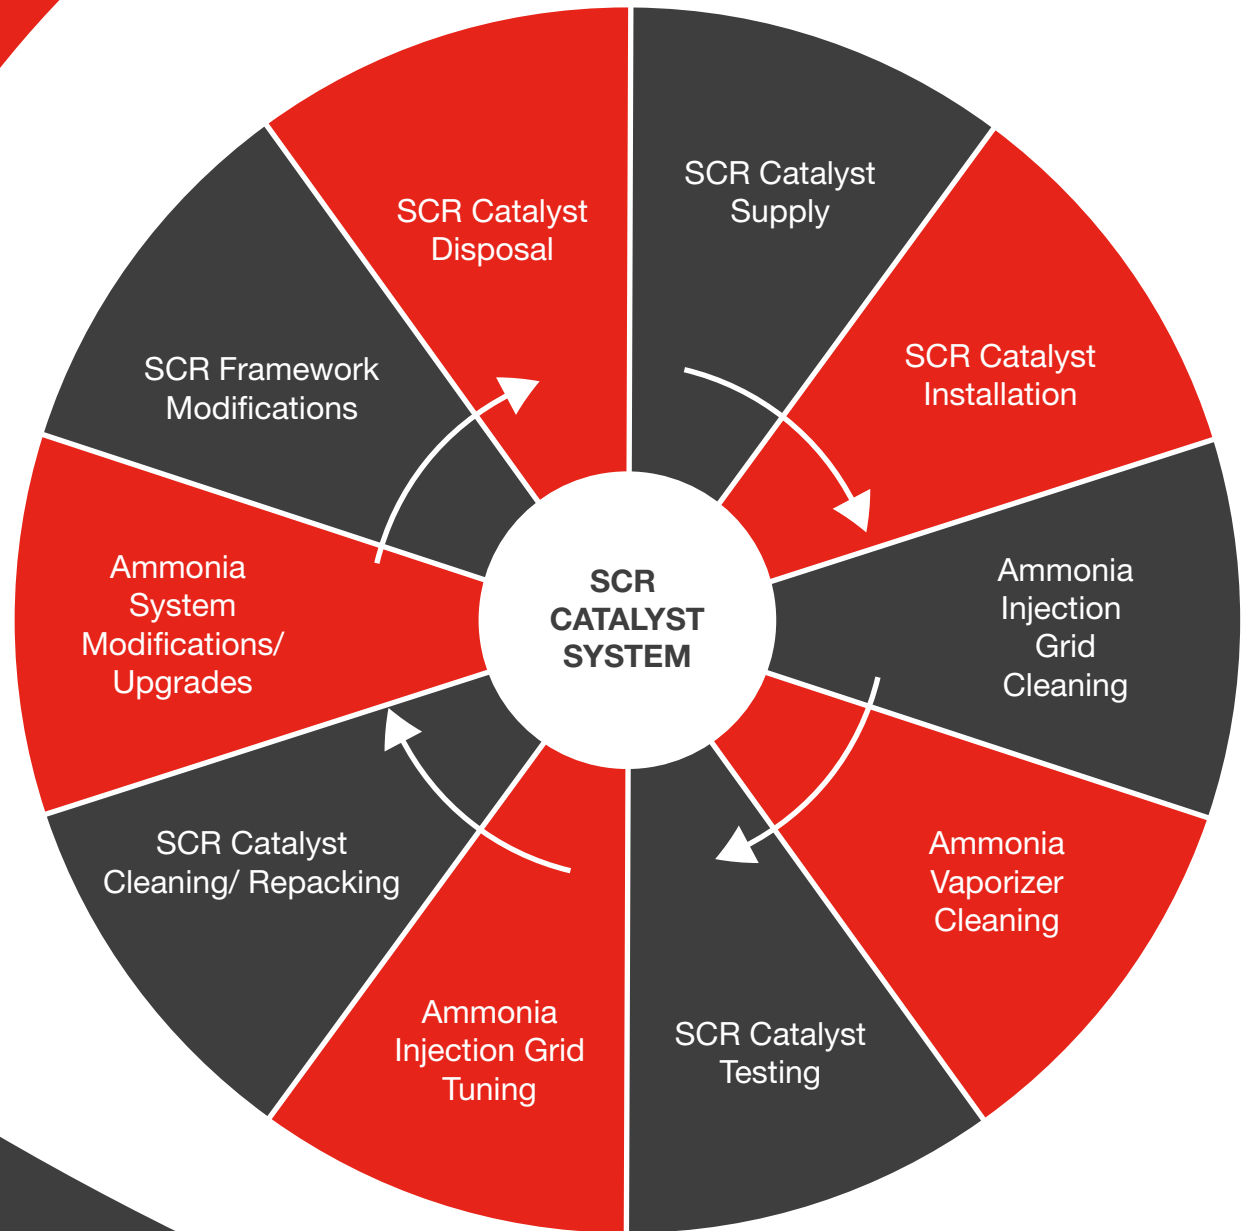 SCR Catalyst
Supply
SCR Catalyst
Installation
Ammonia
Injection
Grid
Cleaning
Ammonia
Vaporizer
Cleaning
SCR Catalyst
Testing
Ammonia
Injection Grid
Tuning
SCR Catalyst
Cleaning/ Repacking
Ammonia
System
Modifications/
Upgrades
SCR Framework
Modifications
SCR Catalyst
Disposal
SCR
CATALYST
SYSTEM